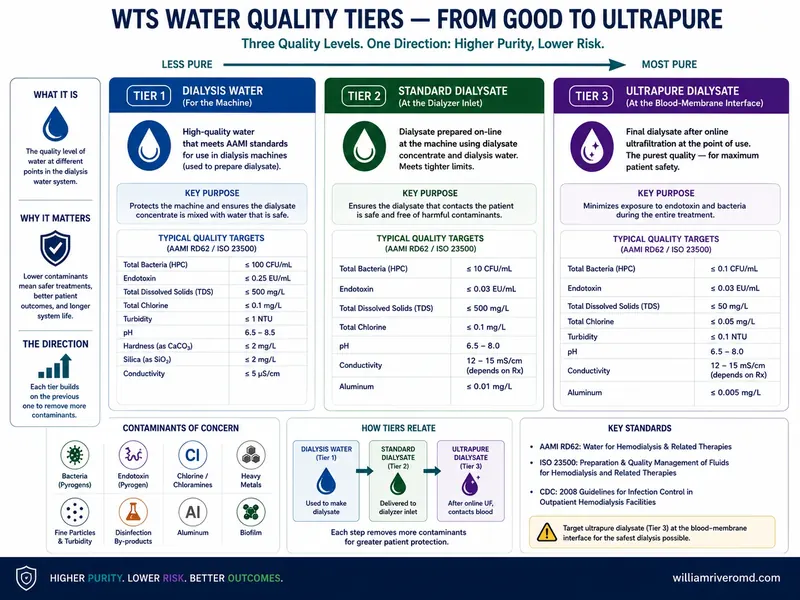 WTS WATER QUALITY TIERS — FROM GOOD TO ULTRAPURE
Three Quality Levels. One Direction: Higher Purity, Lower Risk.
LESS PURE
MOST PURE
WHAT IT IS
The quality level of
water at different
points in the dialysis
water system.
WHY IT MATTERS
Lower contaminants
mean safer treatments,
better patient
outcomes, and longer
system life.
THE DIRECTION
Each tier builds
on the previous
one to remove more
contaminants.
TIER 1
DIALYSIS WATER
(For the Machine)
High-quality water
that meets AAMI standards
for use in dialysis machines
(used to prepare dialysate).
KEY PURPOSE
Protects the machine and ensures the dialysate
concentrate is mixed with water that is safe.
TYPICAL QUALITY TARGETS
(AAMI RD62 / ISO 23500)
Total Bacteria (HPC) ≤ 100 CFU/mL
Endotoxin ≤ 0.25 EU/mL
Total Dissolved Solids (TDS) ≤ 500 mg/L
Total Chlorine ≤ 0.1 mg/L
Turbidity ≤ 1 NTU
pH 6.5 – 8.5
Hardness (as CaCO₃) ≤ 2 mg/L
Silica (as SiO₂) ≤ 2 mg/L
Conductivity ≤ 5 μS/cm
TIER 2
STANDARD DIALYSATE
(At the Dialyzer Inlet)
Dialysate prepared on-line
at the machine using dialysate
concentrate and dialysis water.
Meets tighter limits.
KEY PURPOSE
Ensures the dialysate that contacts the patient
is safe and free of harmful contaminants.
TYPICAL QUALITY TARGETS
(AAMI RD62 / ISO 23500)
Total Bacteria (HPC) ≤ 10 CFU/mL
Endotoxin ≤ 0.03 EU/mL
Total Dissolved Solids (TDS) ≤ 500 mg/L
Total Chlorine ≤ 0.1 mg/L
pH 6.5 – 8.0
Conductivity 12 – 15 mS/cm
(depends on Rx)
Aluminum ≤ 0.01 mg/L
TIER 3
ULTRAPURE DIALYSATE
(At the Blood-Membrane Interface)
Final dialysate after online
ultrafiltration at the point of use.
The purest quality — for maximum
patient safety.
KEY PURPOSE
Minimizes exposure to endotoxin and bacteria
during the entire treatment.
TYPICAL QUALITY TARGETS
(AAMI RD62 / ISO 23500)
Total Bacteria (HPC) ≤ 0.1 CFU/mL
Endotoxin ≤ 0.03 EU/mL
Total Dissolved Solids (TDS) ≤ 50 mg/L
Total Chlorine ≤ 0.05 mg/L
Turbidity ≤ 0.1 NTU
pH 6.5 – 8.0
Conductivity 12 – 15 mS/cm
(depends on Rx)
Aluminum ≤ 0.005 mg/L
CONTAMINANTS OF CONCERN
Bacteria
(Pyrogens)
Endotoxin
(Pyrogen)
Cl
Chlorine /
Chloramines
Heavy
Metals
Fine Particles
& Turbidity
Disinfection
By-products
Al
Aluminum
Biofilm
HOW TIERS RELATE
DIALYSIS WATER
(Tier 1)
Used to make
dialysate
STANDARD
DIALYSATE
(Tier 2)
Delivered to
dialyzer inlet
ULTRAPURE
DIALYSATE
(Tier 3)
After online UF,
contacts blood
Each step removes more contaminants
for greater patient protection.
KEY STANDARDS
• AAMI RD62: Water for Hemodialysis & Related Therapies
• ISO 23500: Preparation & Quality Management of Fluids
for Hemodialysis and Related Therapies
• CDC: 2008 Guidelines for Infection Control in
Outpatient Hemodialysis Facilities
Target ultrapure dialysate (Tier 3) at the blood-membrane
interface for the safest dialysis possible.
HIGHER PURITY. LOWER RISK. BETTER OUTCOMES.
williamriveromd.com